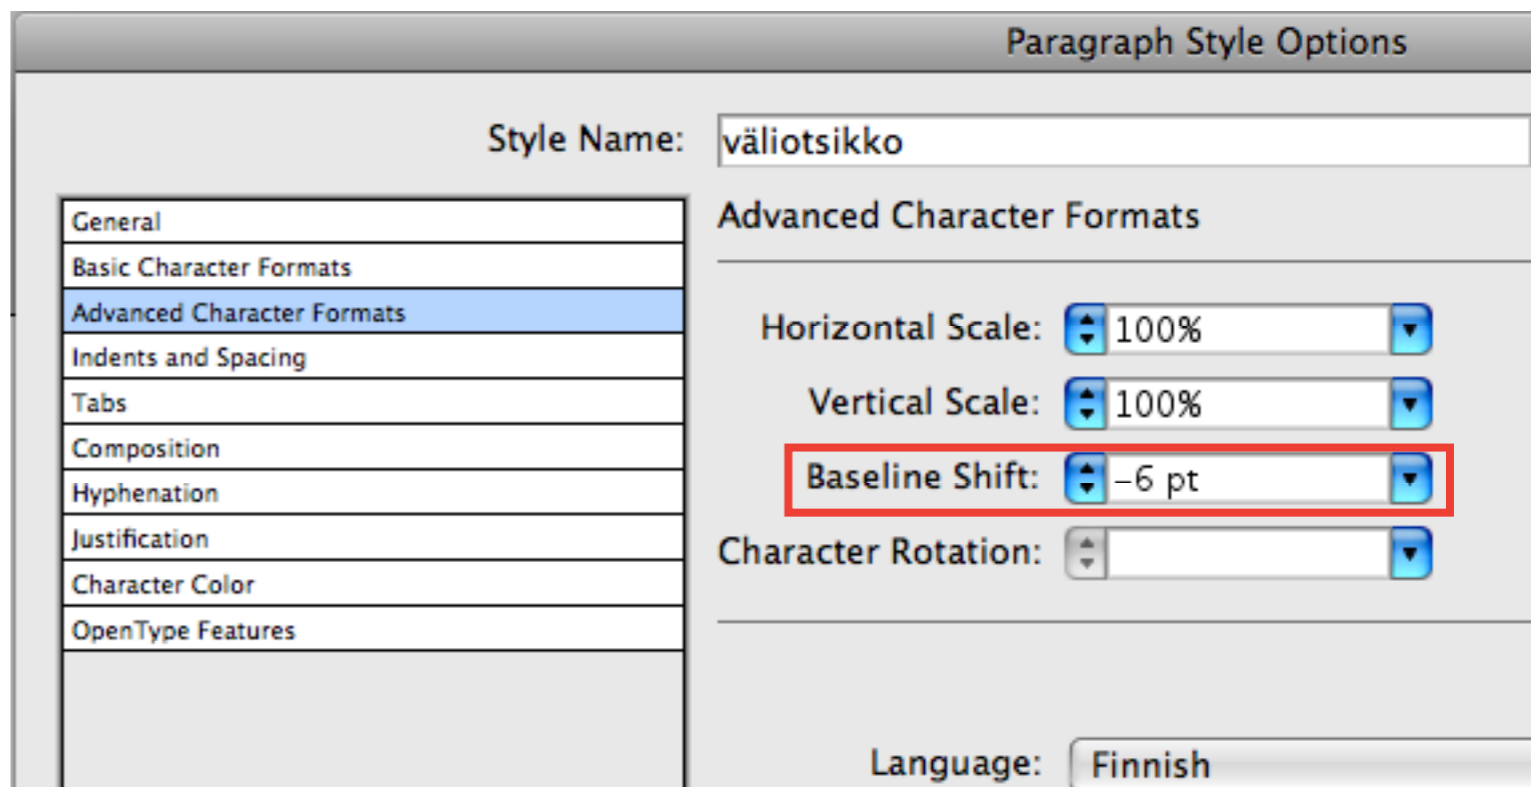 Paragraph Style Options
Style Name: väliotsikko
General
Basic Character Formats
Advanced Character Formats
Indents and Spacing
Tabs
Composition
Hyphenation
Justification
Character Color
OpenType Features
Advanced Character Formats
Horizontal Scale: 100%
Vertical Scale: 100%
Baseline Shift: –6 pt
Character Rotation:
Language: Finnish